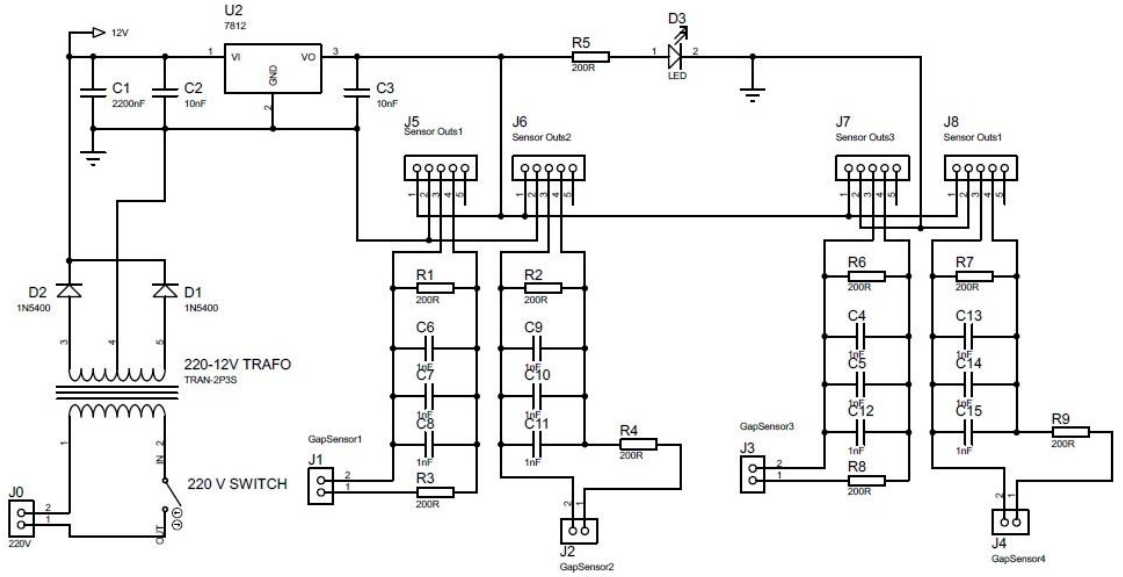 U2
7812
12V
1
VI
VO
3
GND
2
C1
2200nF
C2
10nF
C3
10nF
R5
200R
D3
1
2
LED
J5
Sensor Outs1
1
2
3
4
5
J6
Sensor Outs2
1
2
3
4
5
J7
Sensor Outs3
1
2
3
4
5
J8
Sensor Outs1
1
2
3
4
5
D2
1N5400
D1
1N5400
3
4
5
220-12V TRAFO
TRAN-2P3S
1
2
IN
220 V SWITCH
OUT
J0
2
1
220V
R1
200R
C6
1nF
C7
1nF
C8
1nF
R3
200R
GapSensor1
J1
2
1
R2
200R
C9
1nF
C10
1nF
C11
1nF
R4
200R
2
1
J2
GapSensor2
R6
200R
C4
1nF
C5
1nF
C12
1nF
R8
200R
GapSensor3
J3
2
1
R7
200R
C13
1nF
C14
1nF
C15
1nF
R9
200R
2
1
J4
GapSensor4